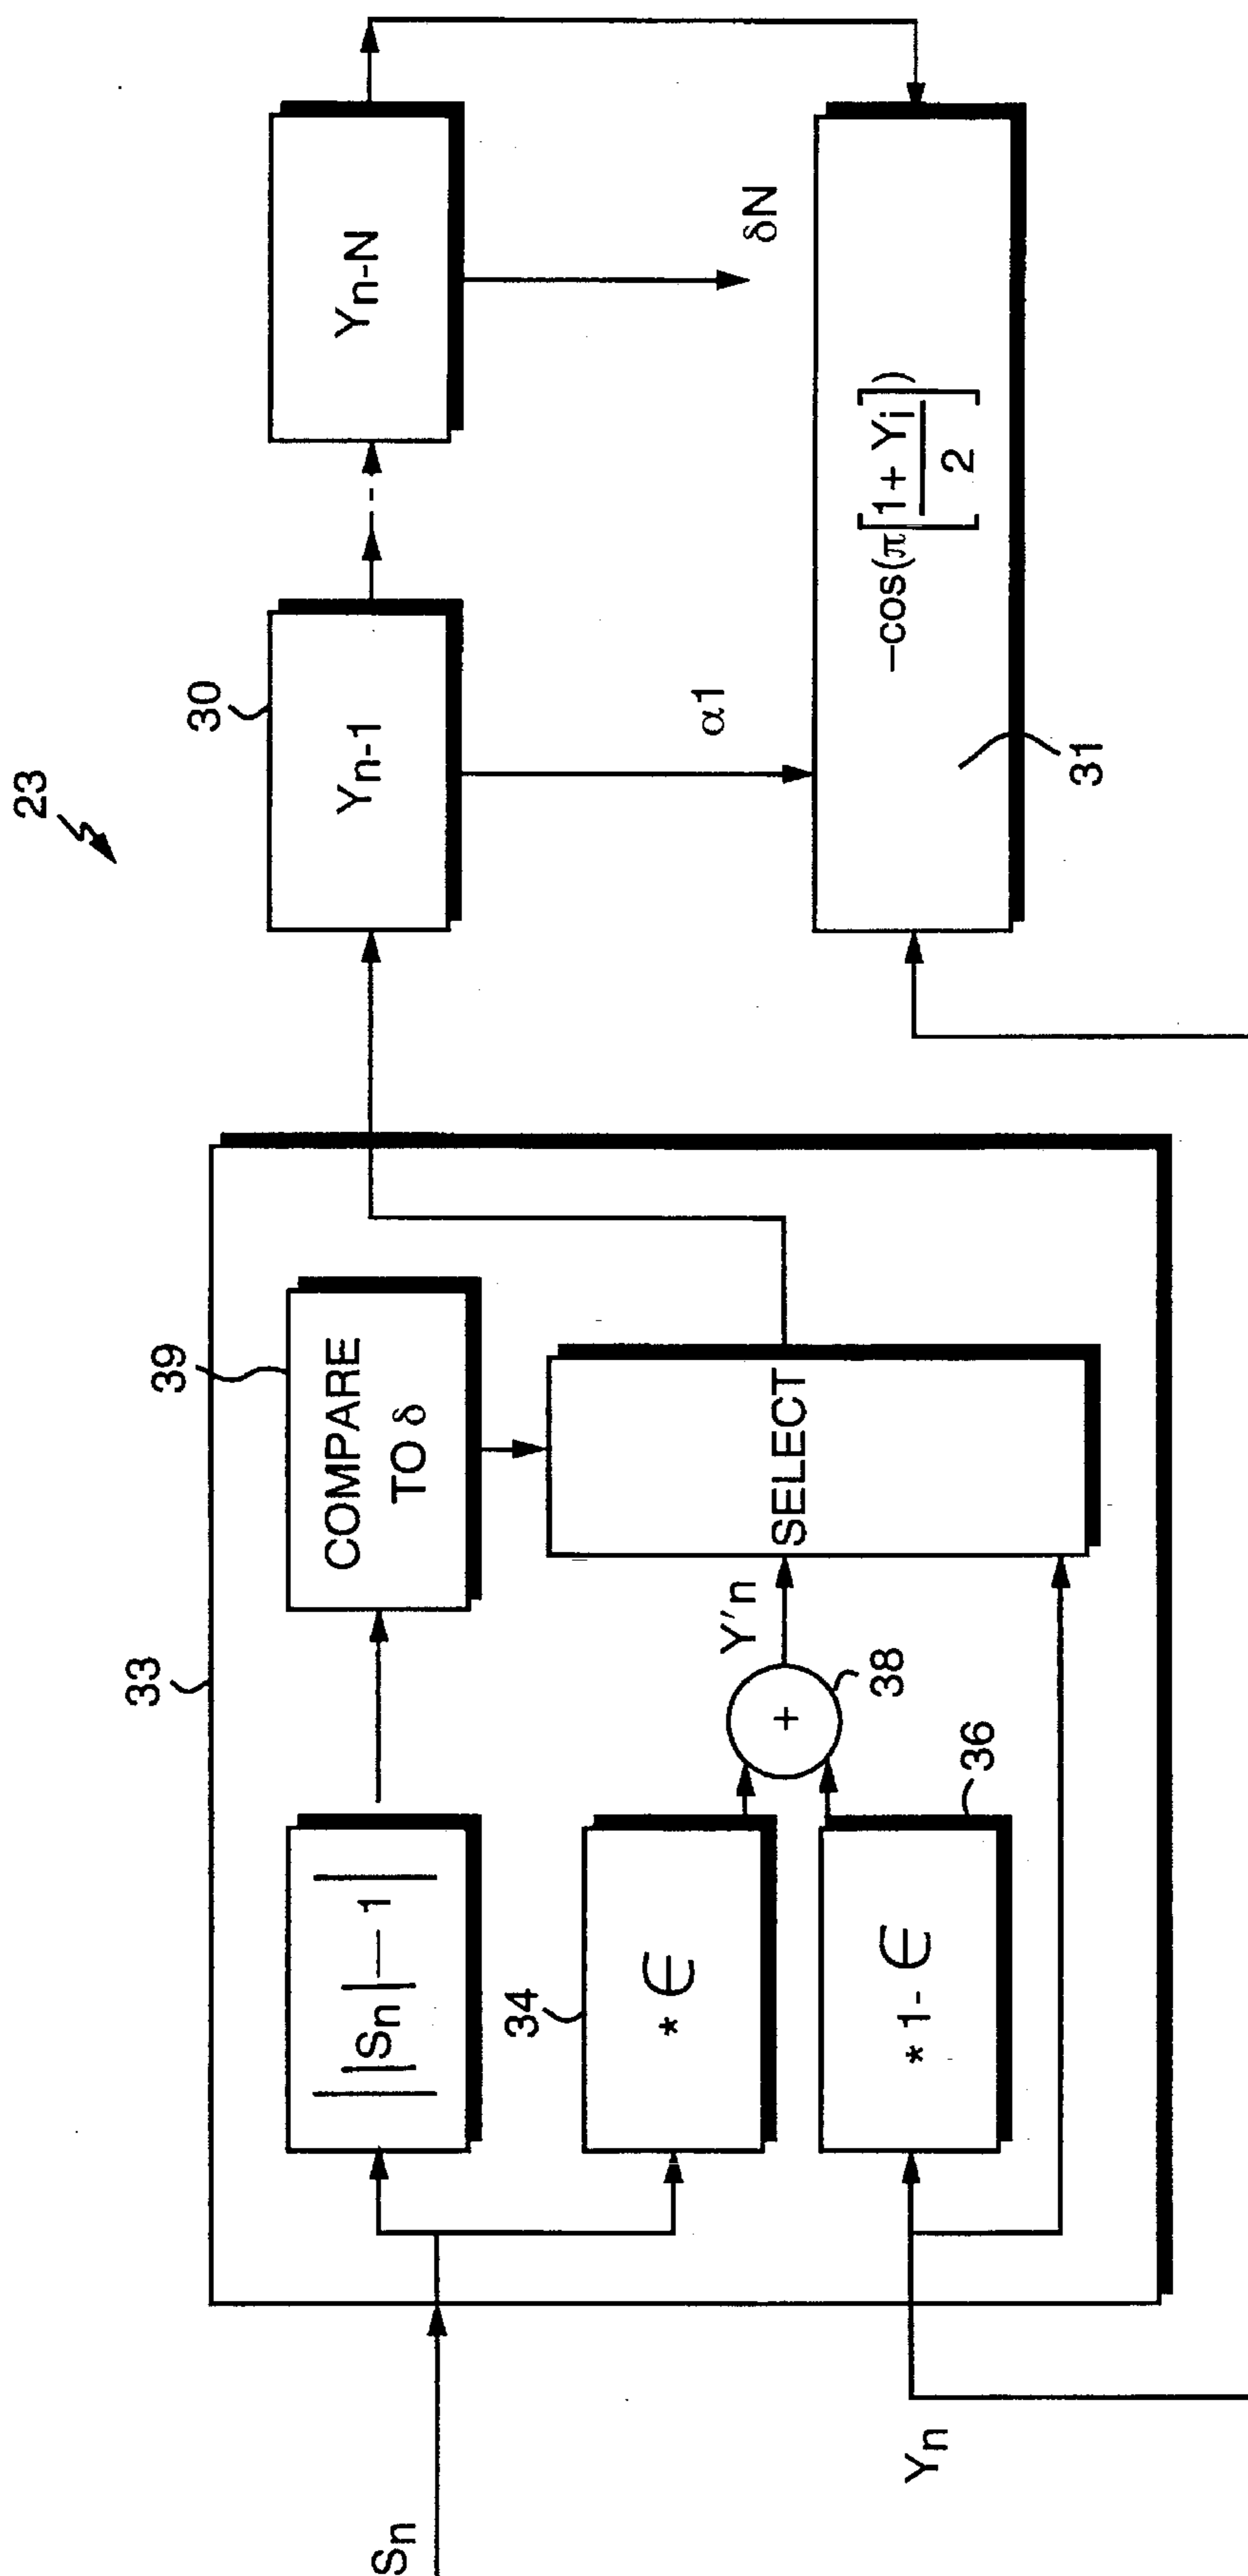 23
30
Yn-1
Yn-N
α1
δN
–cos(π[1 + Yi)
2]
31
33
39
COMPARE
TO δ
||Sn|— 1|
34
* ∈
* 1- ∈
36
+
38
Y'n
SELECT
Sn
Yn